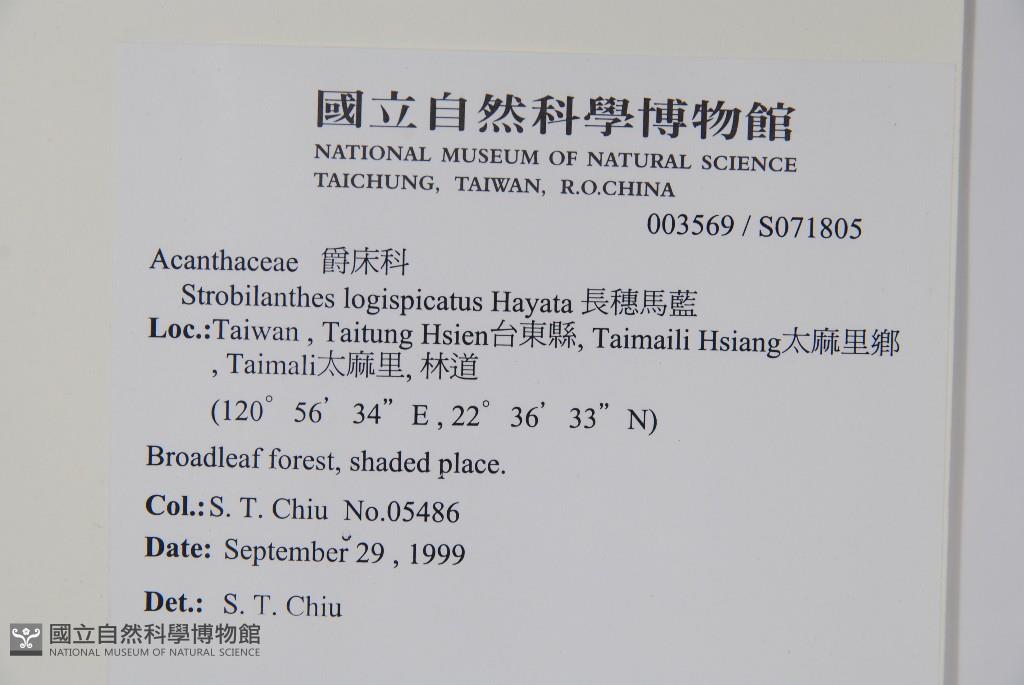 國立自然科學博物館
NATIONAL MUSEUM OF NATURAL SCIENCE
TAICHUNG, TAIWAN, R.O.CHINA
003569 / S071805
Acanthaceae 爵床科
Strobilanthes logispicatus Hayata 長穗馬藍
Loc.:Taiwan , Taitung Hsien台東縣, Taimaili Hsiang太麻里鄉
, Taimali太麻里, 林道
(120° 56’ 34” E , 22° 36’ 33” N)
Broadleaf forest, shaded place.
Col.:S. T. Chiu No.05486
Date: September 29 , 1999
Det.: S. T. Chiu
國立自然科學博物館
NATIONAL MUSEUM OF NATURAL SCIENCE